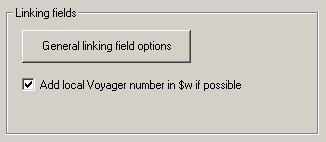 Linking fields
General linking field options
Add local Voyager number in $w if possible